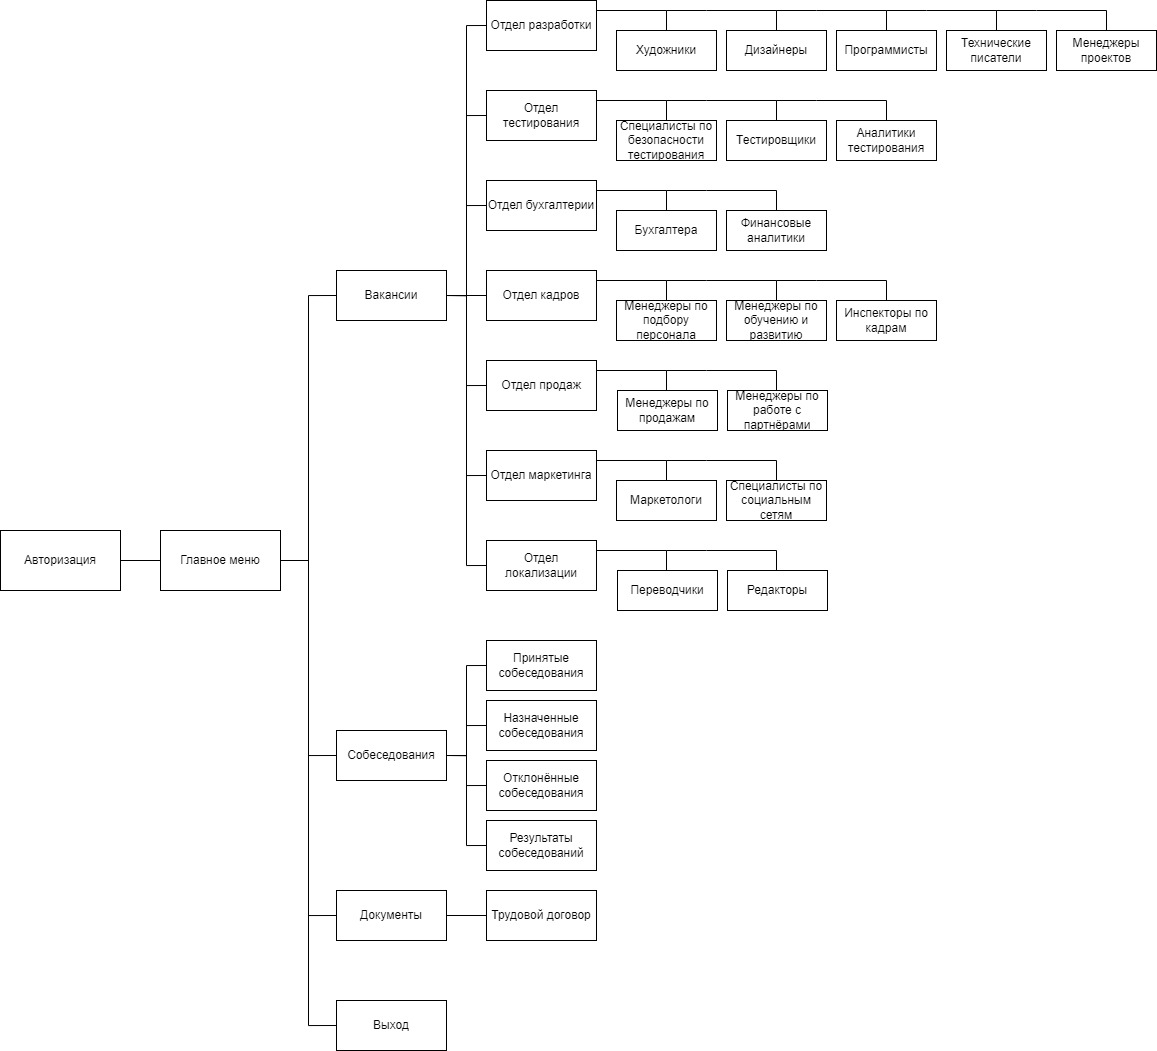 Отдел разработки
Художники
Дизайнеры
Программисты
Технические
писатели
Менеджеры
проектов
Отдел
тестирования
Специалисты по
безопасности
тестирования
Тестировщики
Аналитики
тестирования
Отдел бухгалтерии
Бухгалтера
Финансовые
аналитики
Вакансии
Отдел кадров
Менеджеры по
подбору
персонала
Менеджеры по
обучению и
развитию
Инспекторы по
кадрам
Отдел продаж
Менеджеры по
продажам
Менеджеры по
работе с
партнёрами
Отдел маркетинга
Маркетологи
Специалисты по
социальным
сетям
Авторизация
Главное меню
Отдел
локализации
Переводчики
Редакторы
Принятые
собеседования
Назначенные
собеседования
Собеседования
Отклонённые
собеседования
Результаты
собеседований
Документы
Трудовой договор
Выход